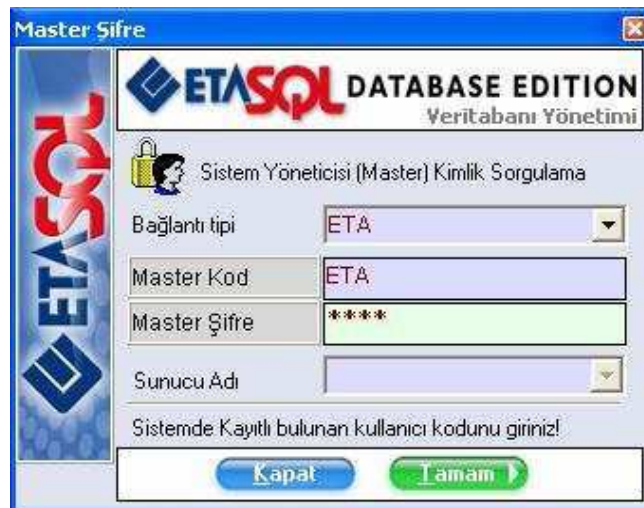 Master Şifre
ETASQL
ETASQL DATABASE EDITION
Veritabanı Yönetimi
Sistem Yöneticisi (Master) Kimlik Sorgulama
Bağlantı tipi ETA
Master Kod ETA
Master Şifre ****
Sunucu Adı
Sistemde Kayıtlı bulunan kullanıcı kodunu giriniz!
Kapat Tamam